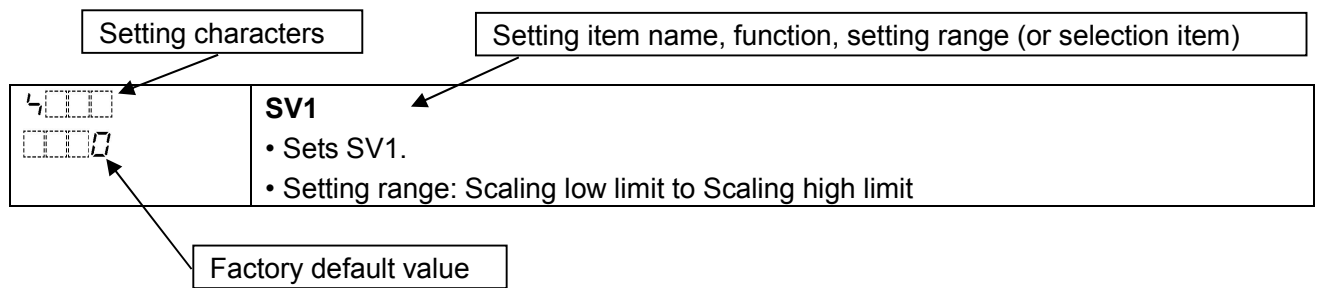 Setting characters
Setting item name, function, setting range (or selection item)
SV1
0
• Sets SV1.
• Setting range: Scaling low limit to Scaling high limit
Factory default value